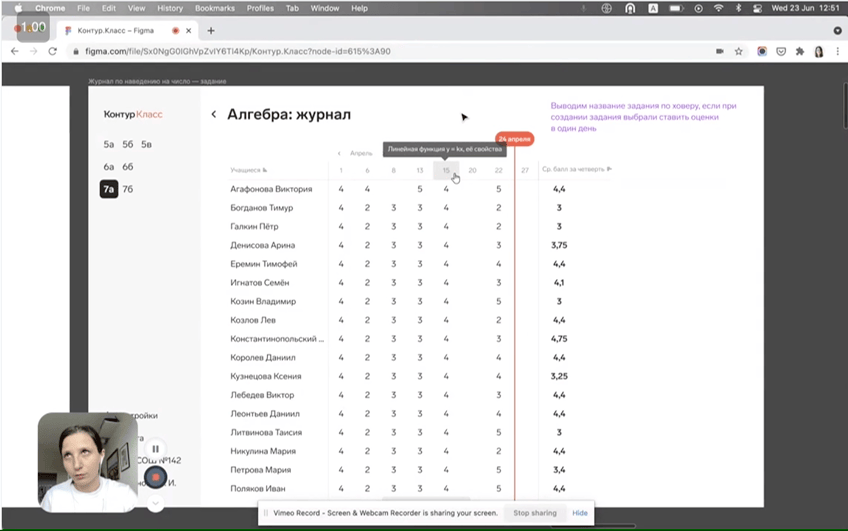 Chrome File Edit View History Bookmarks Profiles Tab Window Help A Wed 23 Jun 12:51
1.00
Контур.Класс – Figma
figma.com/file/Sx0NgG0IGhVpZvIY6Tl4Kp/Контур.Класс?node-id=615%3A90
Журнал по наведению на число — задание
Контур Класс
5а 5б 5в
6а 6б
7а 7б
Алгебра: журнал
Выводим название задания по ховеру, если при
создании задания выбрали ставить оценки
в один день
24 апреля
Апрель
Линейная функция y = kx, её свойства
Учащиеся 1 6 8 13 15 20 22 27 Ср. балл за четверть
Агафонова Виктория 4 4 5 4 5 4,4
Богданов Тимур 4 2 3 3 4 2 3
Галкин Пётр 4 2 3 3 4 2 3
Денисова Арина 4 2 3 3 4 3 3,75
Еремин Тимофей 4 2 3 3 4 4 4,4
Игнатов Семён 4 2 3 3 4 3 4,1
Козин Владимир 4 2 3 3 4 5 3
Козлов Лев 4 2 3 3 4 2 4,4
Константинопольский ... 4 2 3 3 4 3 4,75
Королев Даниил 4 2 3 3 4 4 4,4
Кузнецова Ксения 4 2 3 3 4 4 3,25
Лебедев Виктор 4 2 3 3 4 3 4,4
Леонтьев Даниил 4 2 3 3 4 4 4,4
Литвинова Таисия 4 2 3 3 4 5 3
Никулина Мария 4 2 3 3 4 2 4,4
Петрова Мария 4 2 3 3 4 5 3,4
Поляков Иван 4 2 3 3 4 5 4,4
СОШ №142
И.
Vimeo Record - Screen & Webcam Recorder is sharing your screen. Stop sharing Hide